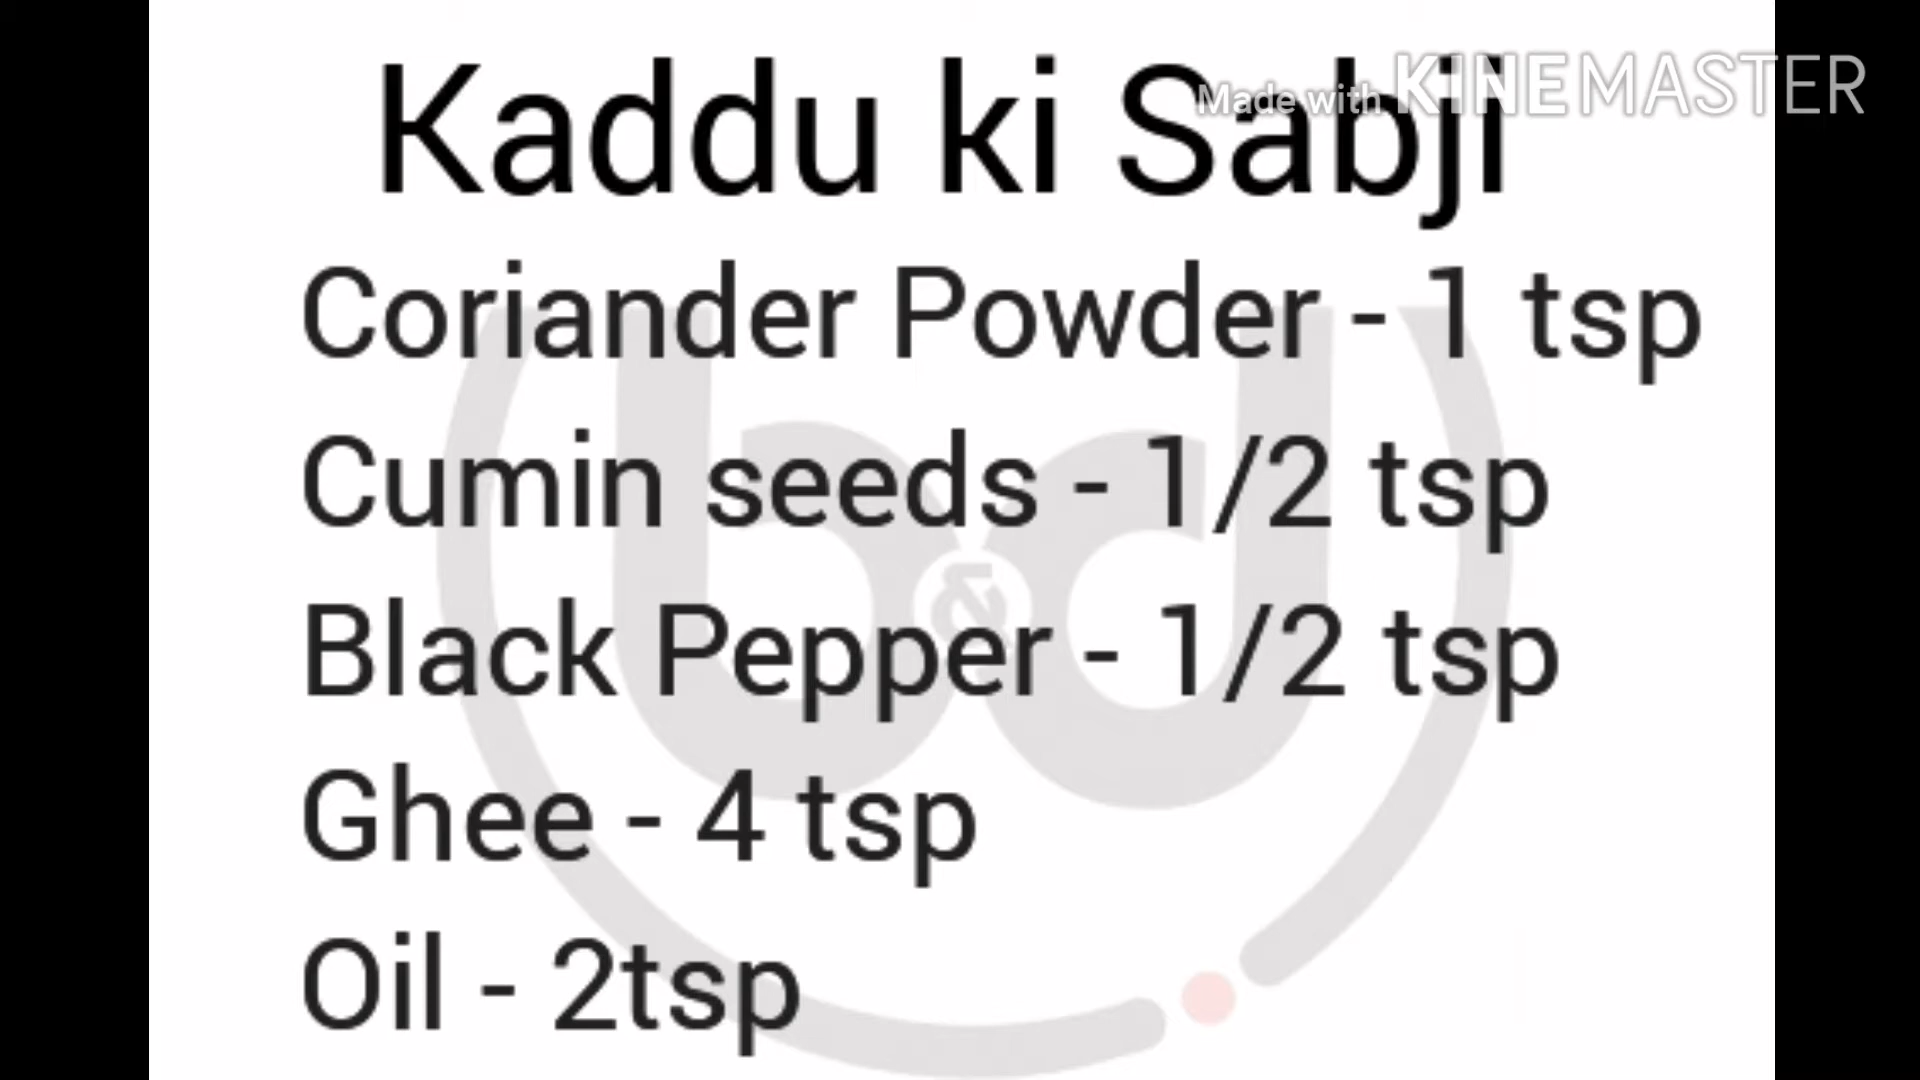 Kaddu ki Sabji
Made with KINEMASTER
Coriander Powder - 1 tsp
Cumin seeds - 1/2 tsp
Black Pepper - 1/2 tsp
Ghee - 4 tsp
Oil - 2tsp
b&d